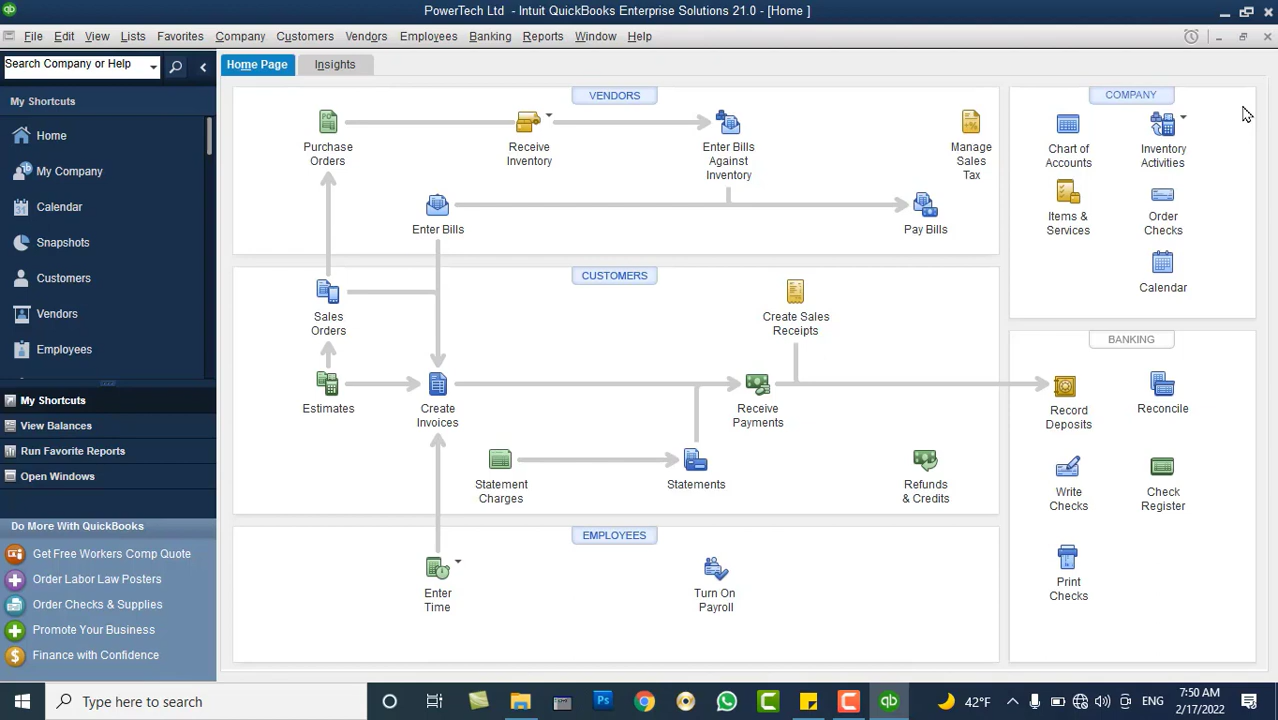 PowerTech Ltd - Intuit QuickBooks Enterprise Solutions 21.0 - [Home ]
File Edit View Lists Favorites Company Customers Vendors Employees Banking Reports Window Help
Search Company or Help
Home Page Insights
My Shortcuts
Home
My Company
Calendar
Snapshots
Customers
Vendors
Employees
My Shortcuts
View Balances
Run Favorite Reports
Open Windows
Do More With QuickBooks
Get Free Workers Comp Quote
Order Labor Law Posters
Order Checks & Supplies
Promote Your Business
Finance with Confidence
VENDORS
Purchase
Orders
Receive
Inventory
Enter Bills
Against
Inventory
Manage
Sales
Tax
Enter Bills
Pay Bills
CUSTOMERS
Sales
Orders
Create Sales
Receipts
Estimates
Create
Invoices
Receive
Payments
Statement
Charges
Statements
Refunds
& Credits
EMPLOYEES
Enter
Time
Turn On
Payroll
COMPANY
Chart of
Accounts
Inventory
Activities
Items &
Services
Order
Checks
Calendar
BANKING
Record
Deposits
Reconcile
Write
Checks
Check
Register
Print
Checks
Type here to search
Ps
qb
42°F
ENG
7:50 AM
2/17/2022